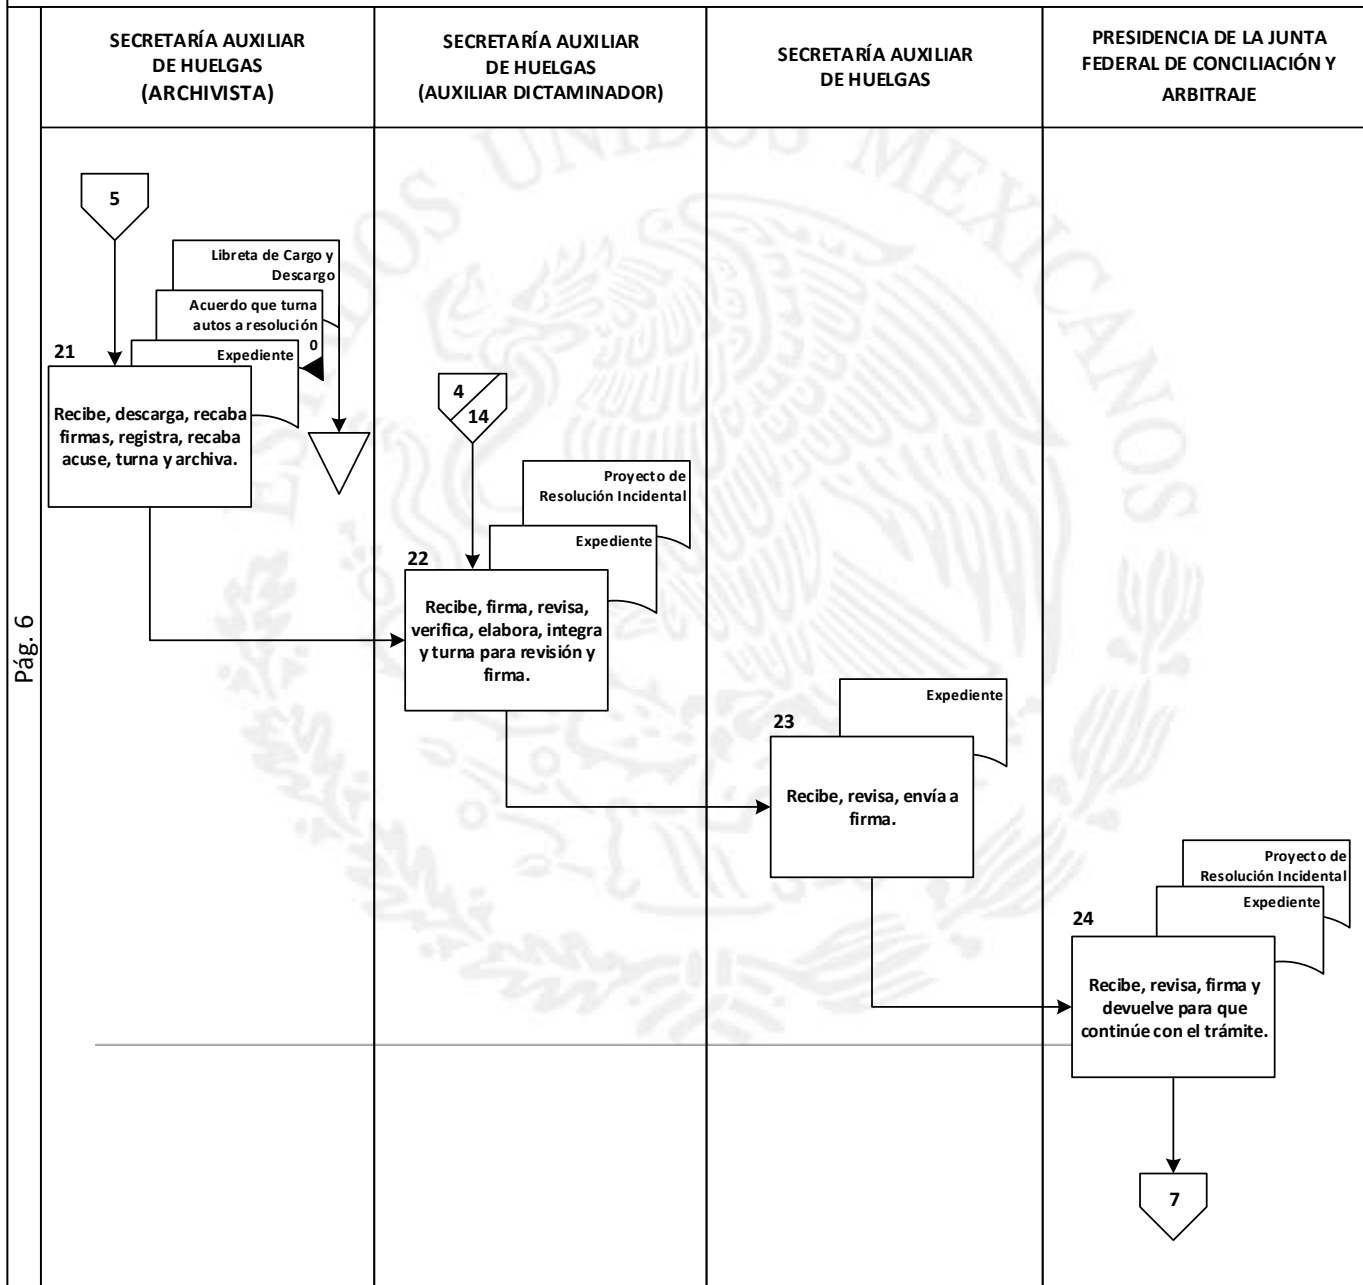 SECRETARÍA AUXILIAR
DE HUELGAS
(ARCHIVISTA)
SECRETARÍA AUXILIAR
DE HUELGAS
(AUXILIAR DICTAMINADOR)
SECRETARÍA AUXILIAR
DE HUELGAS
PRESIDENCIA DE LA JUNTA
FEDERAL DE CONCILIACIÓN Y
ARBITRAJE
Pág. 6
ESTADOS UNIDOS MEXICANOS
5
Libreta de Cargo y
Descargo
Acuerdo que turna
autos a resolución
0
Expediente
21
Recibe, descarga, recaba
firmas, registra, recaba
acuse, turna y archiva.
4
14
Proyecto de
Resolución Incidental
Expediente
22
Recibe, firma, revisa,
verifica, elabora, integra
y turna para revisión y
firma.
Expediente
23
Recibe, revisa, envía a
firma.
Proyecto de
Resolución Incidental
Expediente
24
Recibe, revisa, firma y
devuelve para que
continúe con el trámite.
7